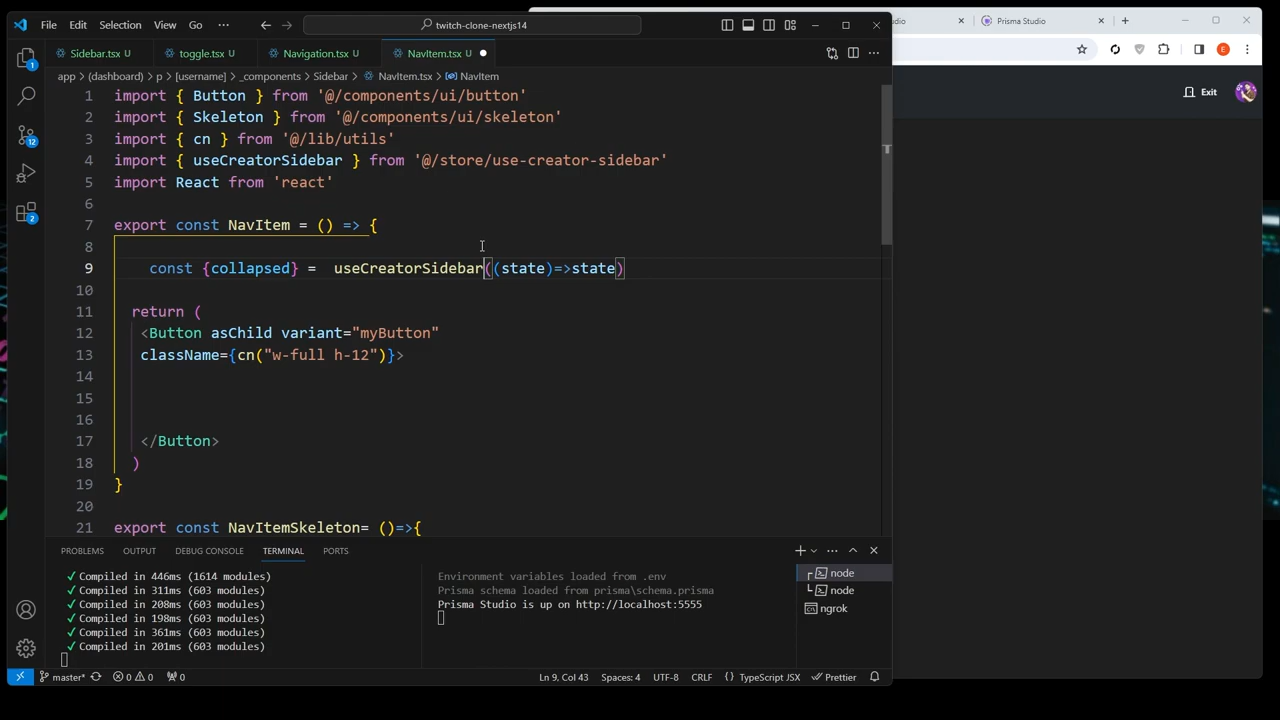 File Edit Selection View Go ··· twitch-clone-nextjs14
Sidebar.tsx U toggle.tsx U Navigation.tsx U NavItem.tsx U
app > (dashboard) > p > [username] > _components > Sidebar > NavItem.tsx > NavItem
1 import { Button } from '@/components/ui/button'
2 import { Skeleton } from '@/components/ui/skeleton'
3 import { cn } from '@/lib/utils'
4 import { useCreatorSidebar } from '@/store/use-creator-sidebar'
5 import React from 'react'
6
7 export const NavItem = () => {
8
9 const {collapsed} = useCreatorSidebar((state)=>state)
10
11 return (
12 <Button asChild variant="myButton"
13 className={cn("w-full h-12")}>
14
15
16
17 </Button>
18 )
19 }
20
21 export const NavItemSkeleton= ()=>{
PROBLEMS OUTPUT DEBUG CONSOLE TERMINAL PORTS
✓ Compiled in 446ms (1614 modules)
✓ Compiled in 311ms (603 modules)
✓ Compiled in 208ms (603 modules)
✓ Compiled in 198ms (603 modules)
✓ Compiled in 361ms (603 modules)
✓ Compiled in 201ms (603 modules)
Environment variables loaded from .env
Prisma schema loaded from prisma\schema.prisma
Prisma Studio is up on http://localhost:5555
node
node
ngrok
1
12
2
master* 0 0 0 Ln 9, Col 43 Spaces: 4 UTF-8 CRLF { } TypeScript JSX Prettier
udio Prisma Studio
E
Exit